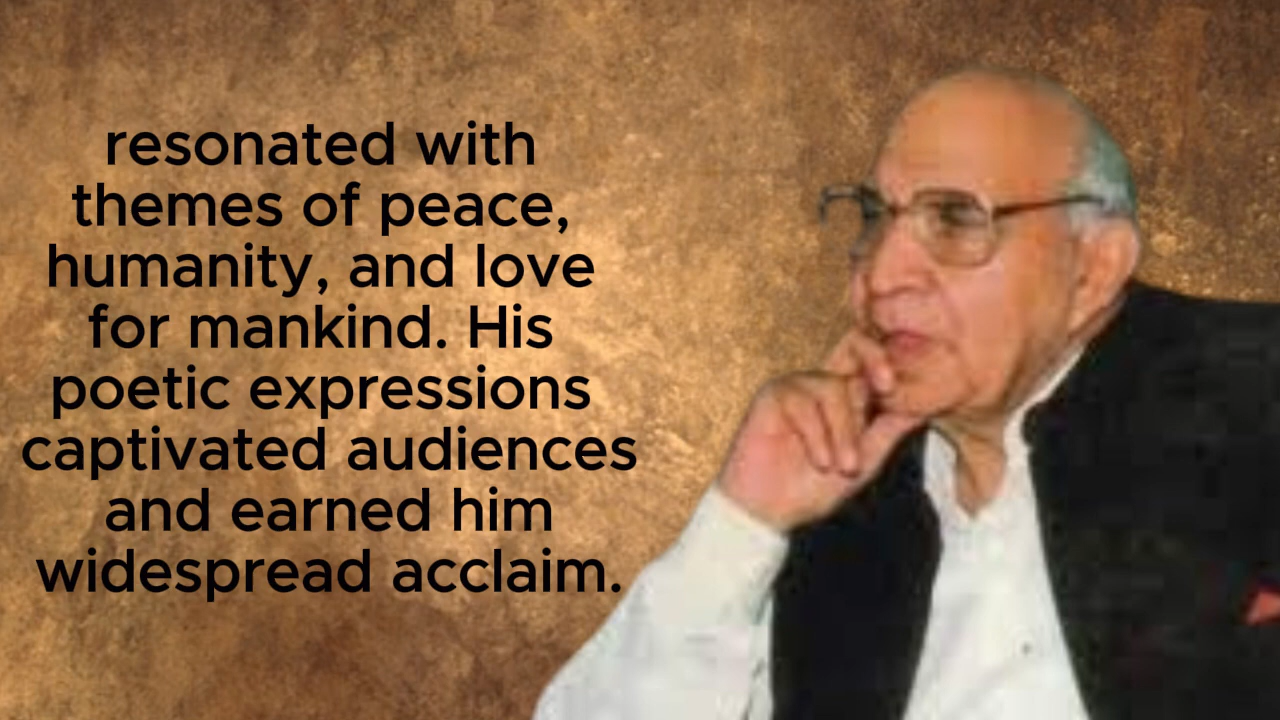 resonated with
themes of peace,
humanity, and love
for mankind. His
poetic expressions
captivated audiences
and earned him
widespread acclaim.